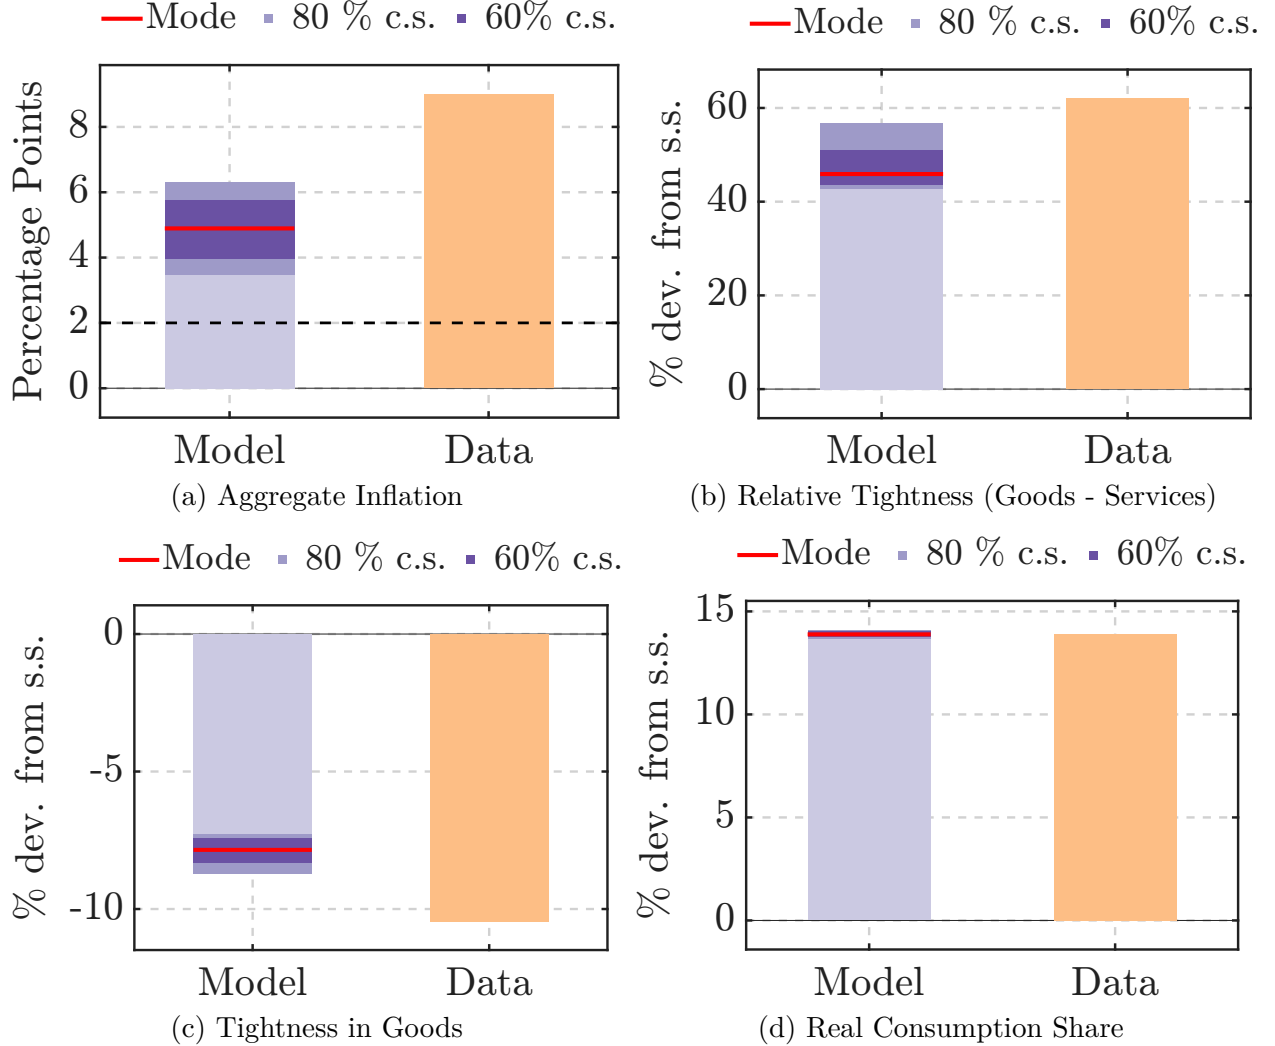 Mode 80 % c.s. 60% c.s.
Percentage Points
8
6
4
2
0
Model Data
(a) Aggregate Inflation
Mode 80 % c.s. 60% c.s.
% dev. from s.s.
60
40
20
0
Model Data
(b) Relative Tightness (Goods - Services)
Mode 80 % c.s. 60% c.s.
% dev. from s.s.
0
-5
-10
Model Data
(c) Tightness in Goods
Mode 80 % c.s. 60% c.s.
% dev. from s.s.
15
10
5
0
Model Data
(d) Real Consumption Share